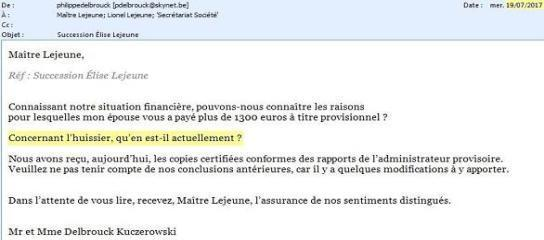 De : philippedelbrouck [pdelbrouck@skynet.be] Date : mer. 19/07/2017
À : Maître Lejeune; Lionel Lejeune; 'Secrétariat Société'
Cc :
Objet : Succession Élise Lejeune
Maître Lejeune,
Réf : Succession Élise Lejeune
Connaissant notre situation financière, pouvons-nous connaître les raisons
pour lesquelles mon épouse vous a payé plus de 1300 euros à titre provisionnel ?
Concernant l'huissier, qu'en est-il actuellement ?
Nous avons reçu, aujourd'hui, les copies certifiées conformes des rapports de l'administrateur provisoire.
Veuillez ne pas tenir compte de nos conclusions antérieures, car il y a quelques modifications à y apporter.
Dans l'attente de vous lire, recevez, Maître Lejeune, l'assurance de nos sentiments distingués.
Mr et Mme Delbrouck Kuczerowski